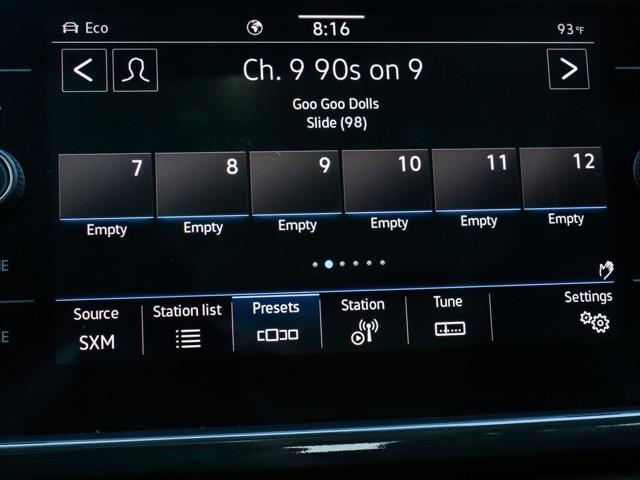 Eco 8:16 93°F
Ch. 9 90s on 9
Goo Goo Dolls
Slide (98)
7 8 9 10 11 12
Empty Empty Empty Empty Empty Empty
Source Station list Presets Station Tune Settings
SXM